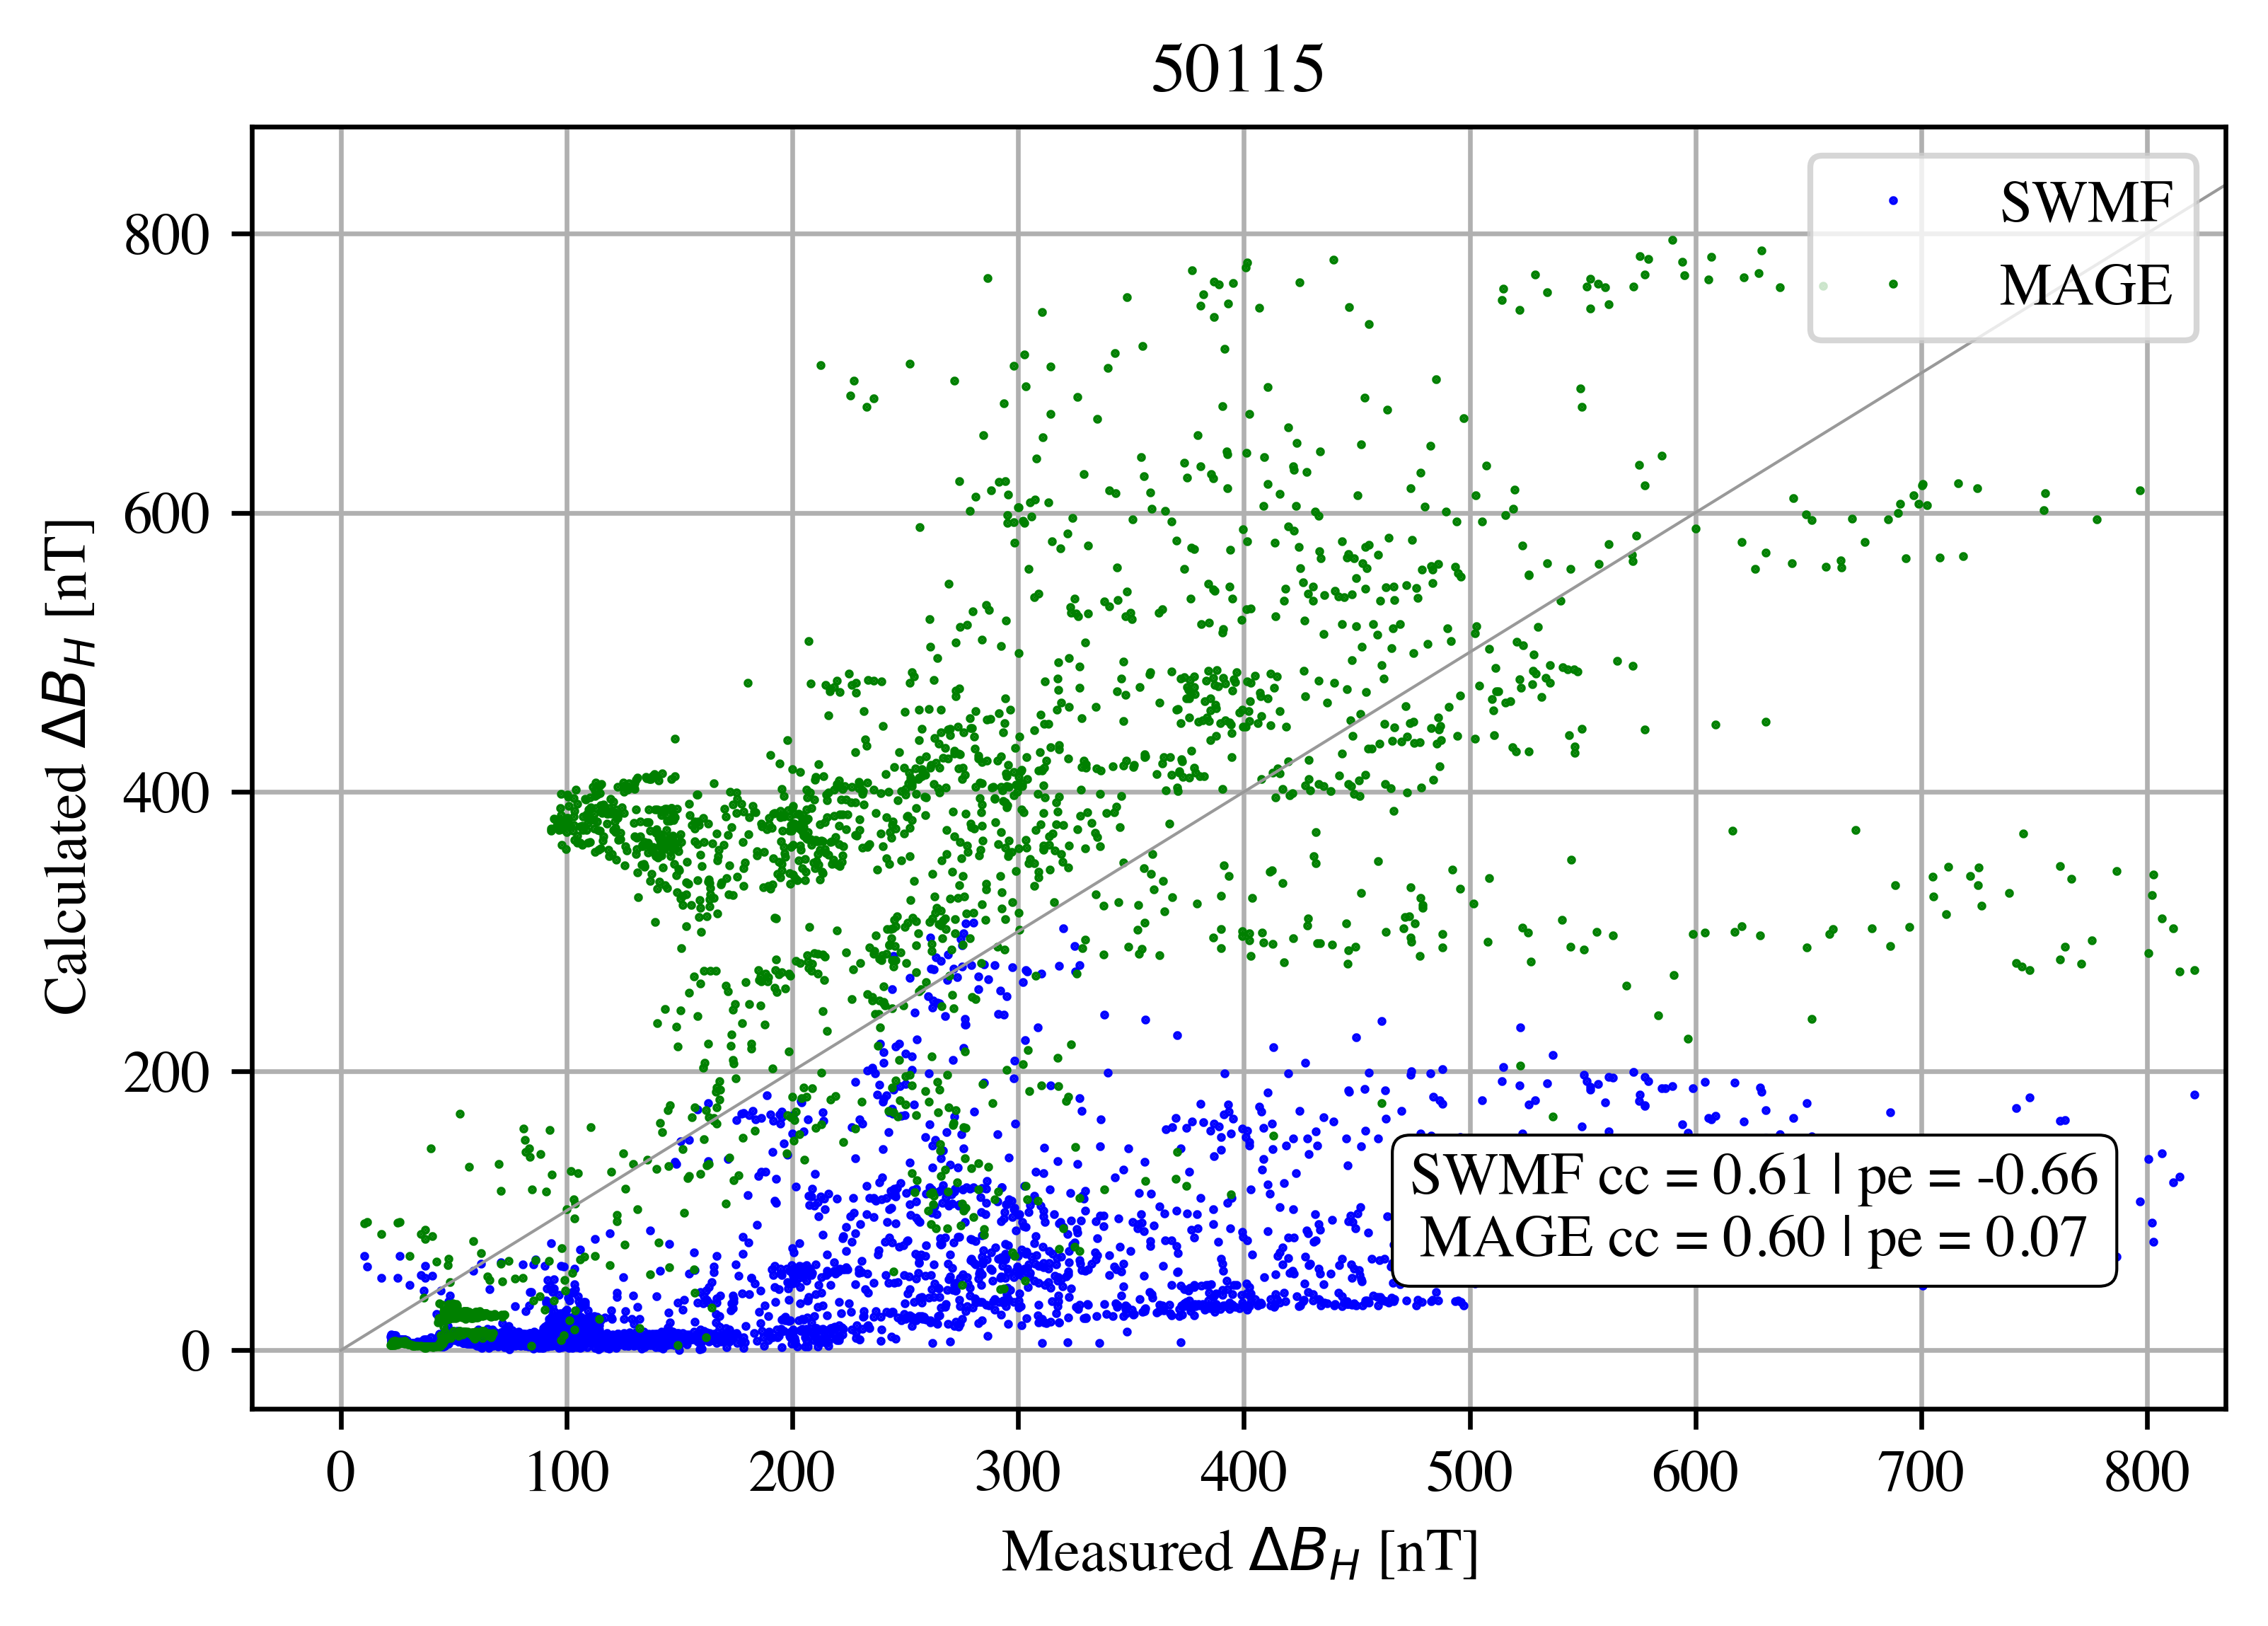 50115
SWMF
MAGE
800
600
400
200
0
Calculated ΔB_H [nT]
SWMF cc = 0.61 | pe = -0.66
MAGE cc = 0.60 | pe = 0.07
0 100 200 300 400 500 600 700 800
Measured ΔB_H [nT]